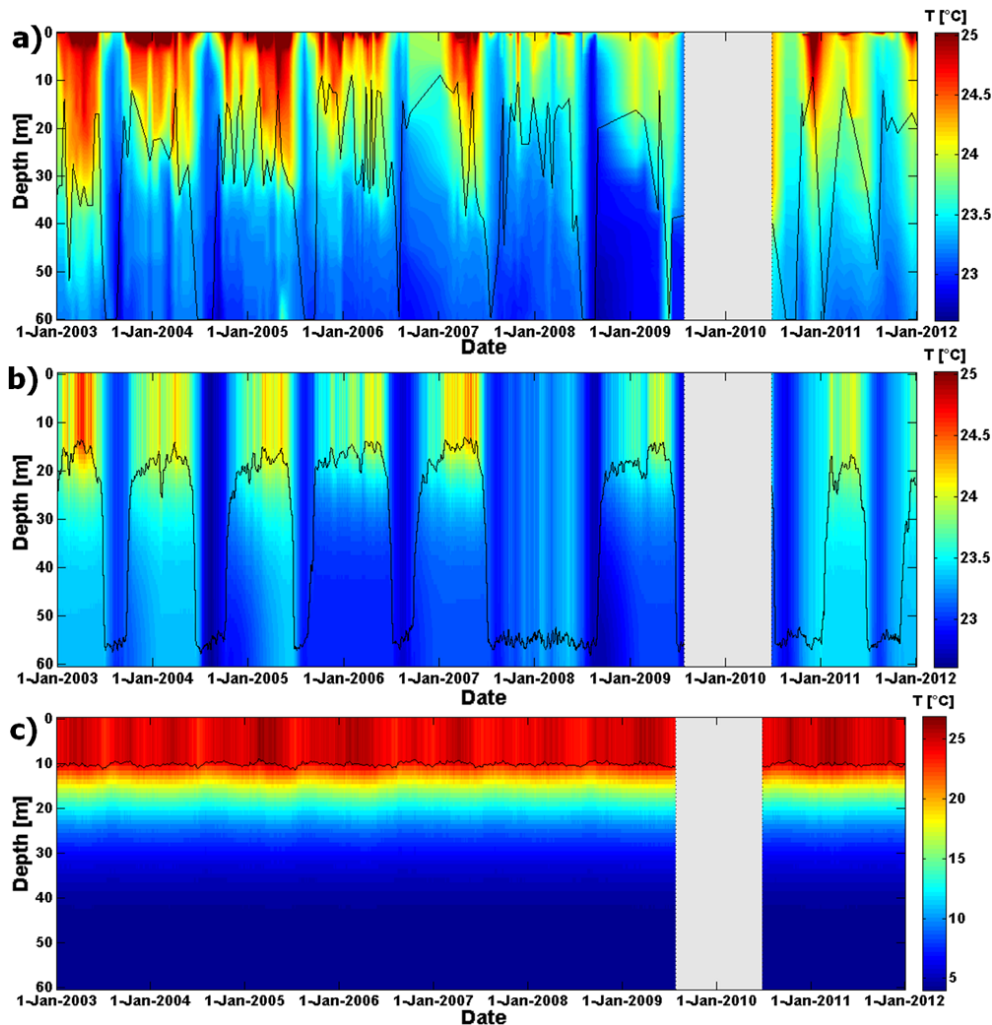 T [°C]
a)
0
10
20
30
40
50
60
Depth [m]
25
24.5
24
23.5
23
1-Jan-2003 1-Jan-2004 1-Jan-2005 1-Jan-2006 1-Jan-2007 1-Jan-2008 1-Jan-2009 1-Jan-2010 1-Jan-2011 1-Jan-2012
Date
T [°C]
b)
0
10
20
30
40
50
60
Depth [m]
25
24.5
24
23.5
23
1-Jan-2003 1-Jan-2004 1-Jan-2005 1-Jan-2006 1-Jan-2007 1-Jan-2008 1-Jan-2009 1-Jan-2010 1-Jan-2011 1-Jan-2012
Date
T [°C]
c)
0
10
20
30
40
50
60
Depth [m]
25
20
15
10
5
1-Jan-2003 1-Jan-2004 1-Jan-2005 1-Jan-2006 1-Jan-2007 1-Jan-2008 1-Jan-2009 1-Jan-2010 1-Jan-2011 1-Jan-2012
Date